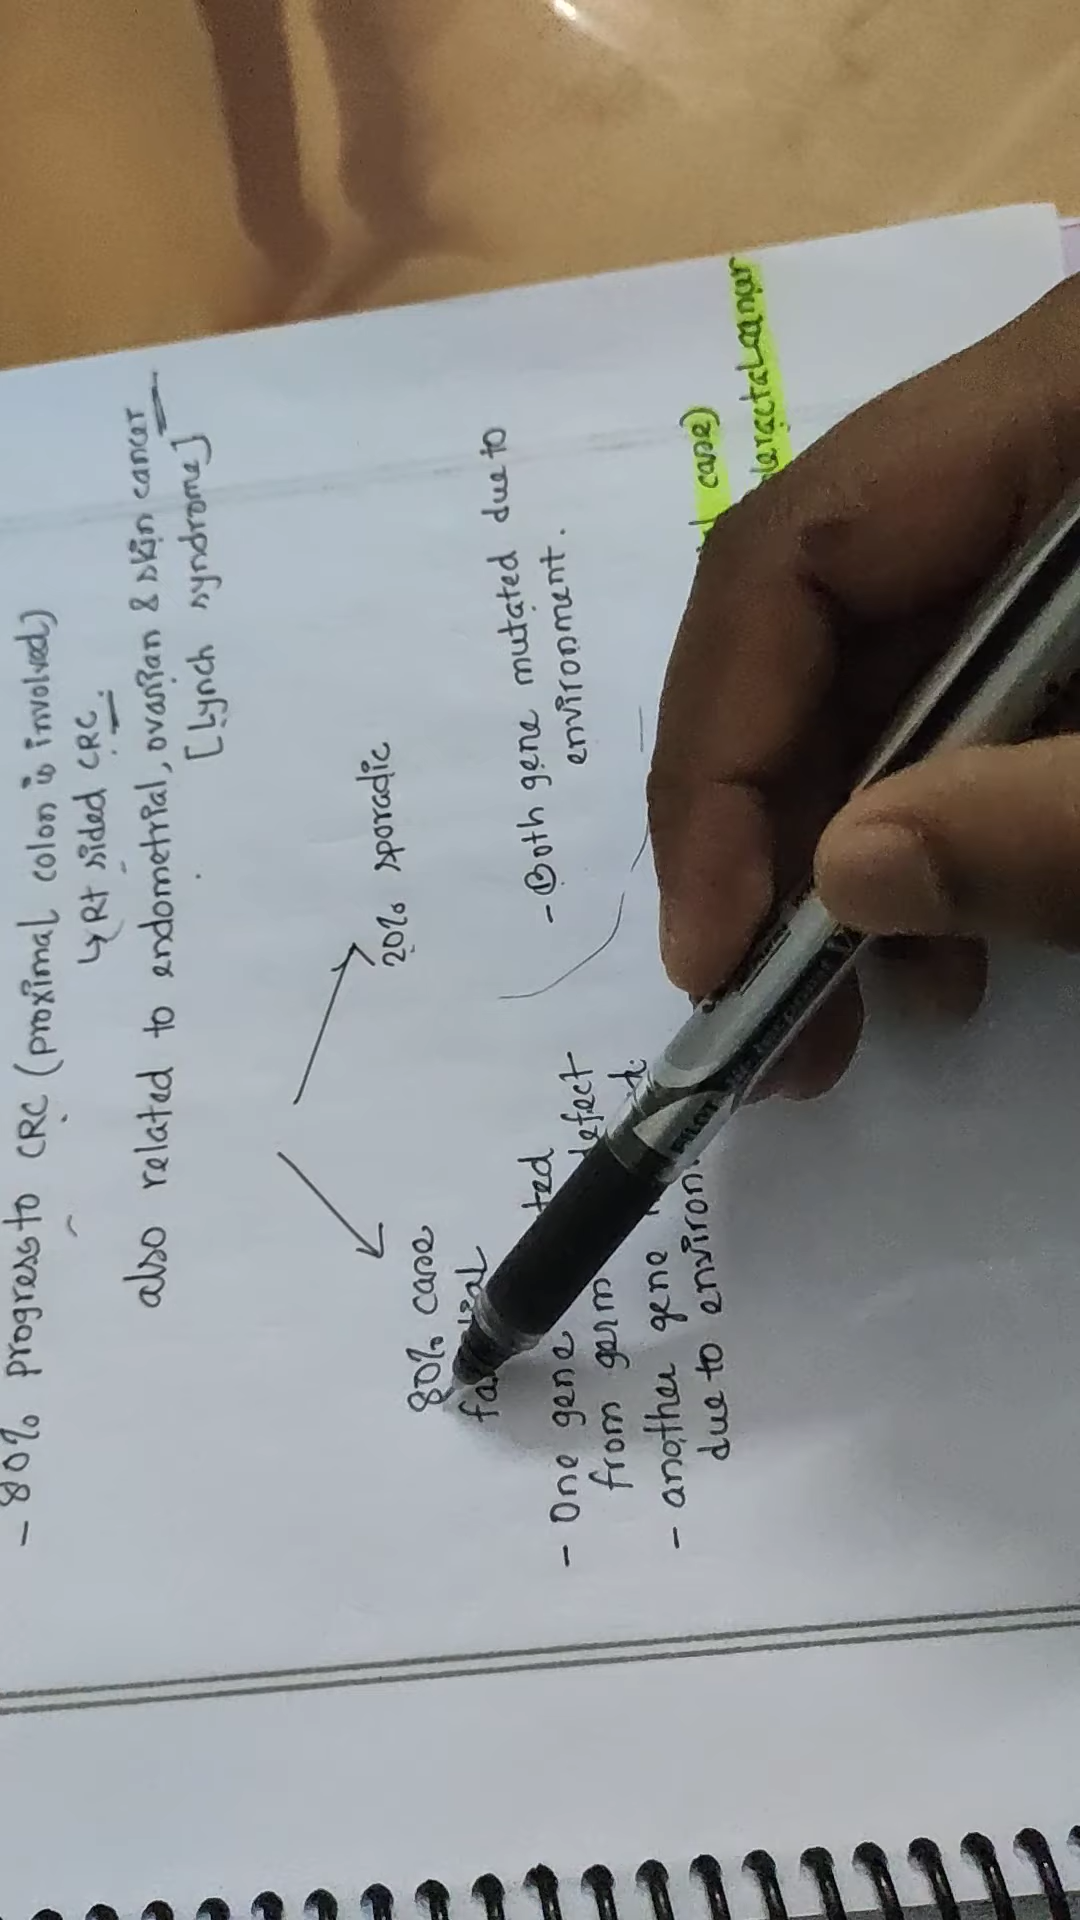 - 80% progress to CRC (proximal colon is involved)
↳ Rt sided CRC.
also related to endometrial, ovarian & skin cancer
[Lynch syndrome]
80% case
20% sporadic
- One gene
from germ defect
- another gene
due to environ.
- Both gene mutated due to
environment.
case)
PILOT